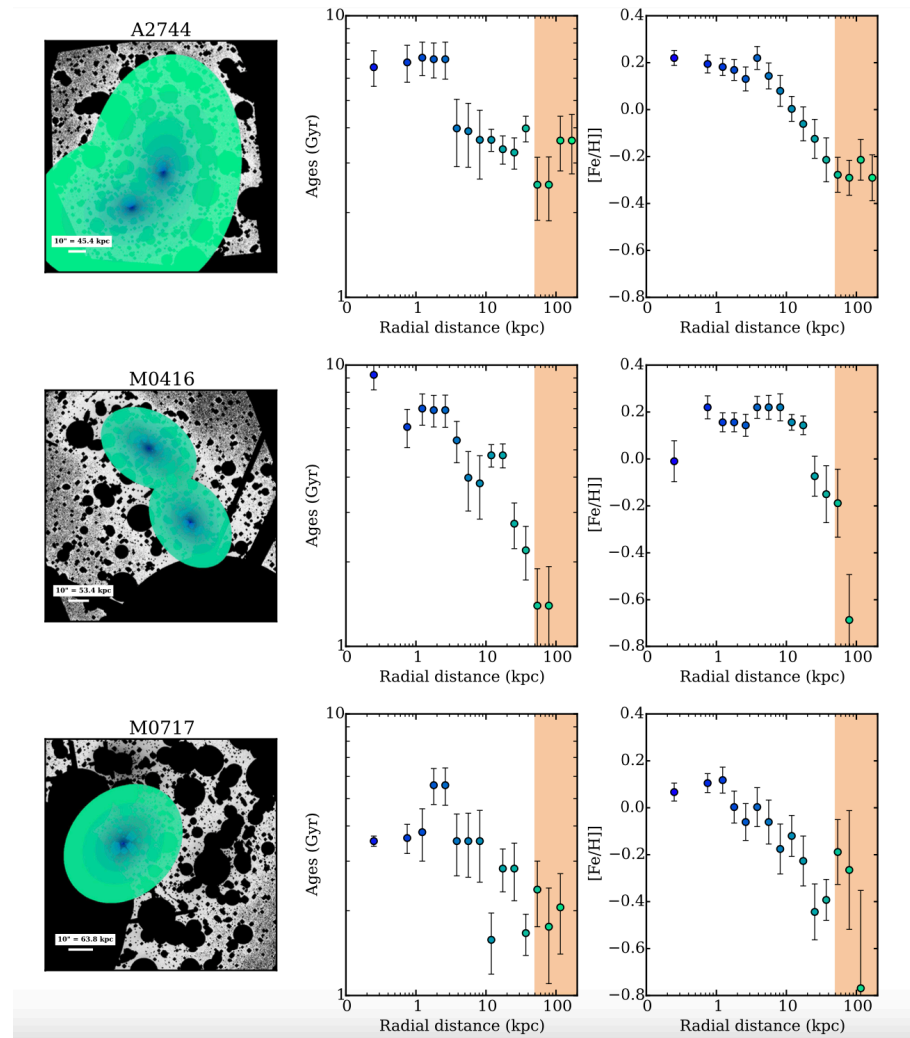 A2744
10" = 45.4 kpc
10
1
Ages (Gyr)
0 1 10 100
Radial distance (kpc)
0.4
0.2
0.0
−0.2
−0.4
−0.6
−0.8
[Fe/H]]
0 1 10 100
Radial distance (kpc)
M0416
10" = 53.4 kpc
10
1
Ages (Gyr)
0 1 10 100
Radial distance (kpc)
0.4
0.2
0.0
−0.2
−0.4
−0.6
−0.8
[Fe/H]]
0 1 10 100
Radial distance (kpc)
M0717
10" = 63.8 kpc
10
1
Ages (Gyr)
0 1 10 100
Radial distance (kpc)
0.4
0.2
0.0
−0.2
−0.4
−0.6
−0.8
[Fe/H]]
0 1 10 100
Radial distance (kpc)